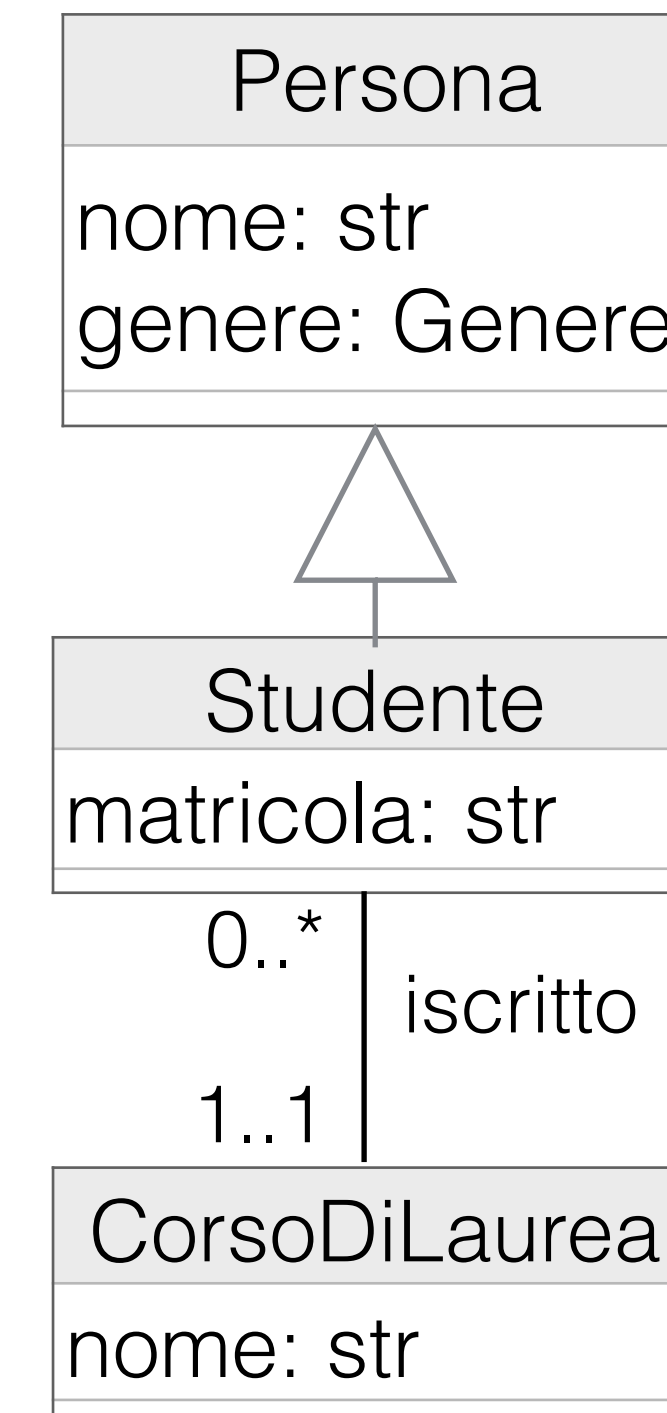 Persona
nome: str
genere: Genere
Studente
matricola: str
0..*
iscritto
1..1
CorsoDiLaurea
nome: str